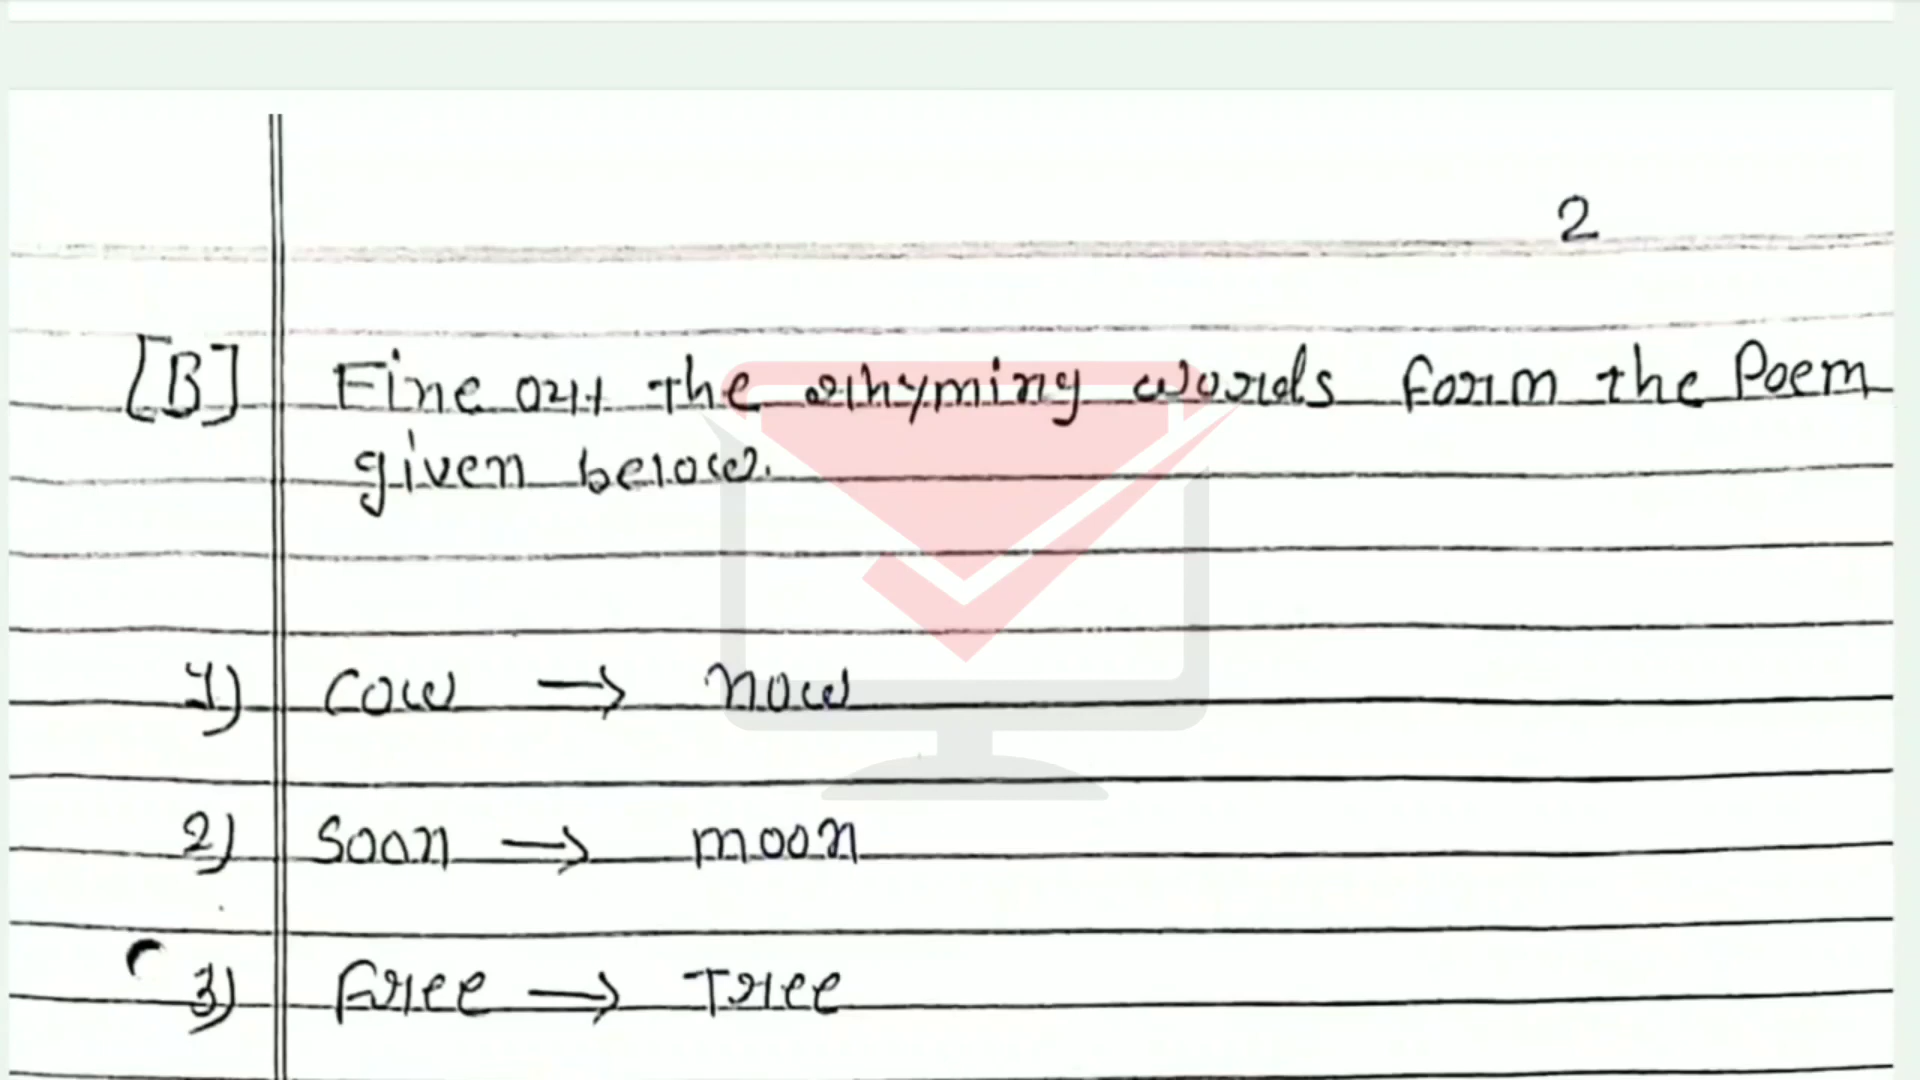 2
[B] Fine out the rhyming words form the Poem
given below.
1) cow → now
2) soon → moon
3) free → Tree